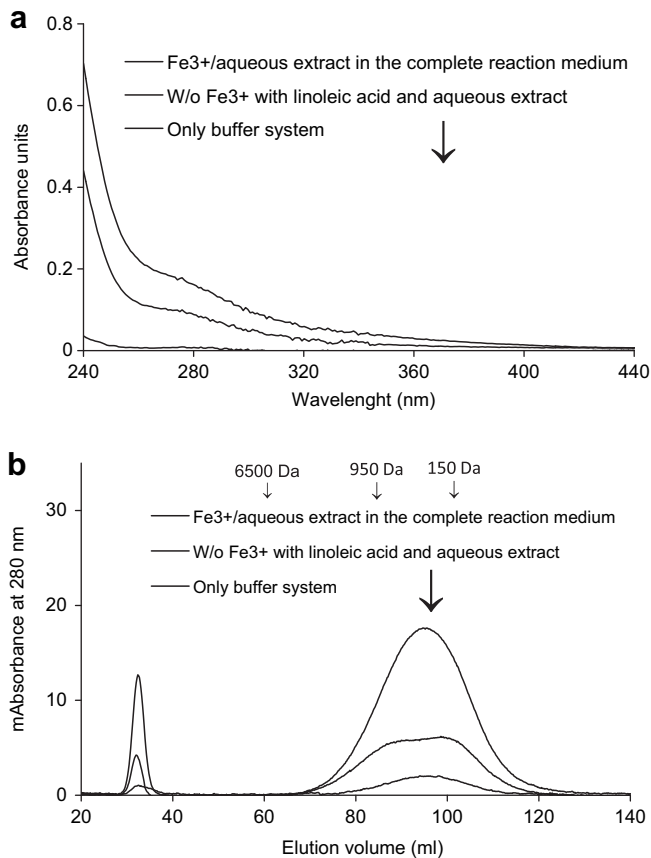 a
0.8
Fe3+/aqueous extract in the complete reaction medium
W/o Fe3+ with linoleic acid and aqueous extract
Only buffer system
0.6
0.4
0.2
0
Absorbance units
240 280 320 360 400 440
Wavelenght (nm)
b
6500 Da 950 Da 150 Da
Fe3+/aqueous extract in the complete reaction medium
W/o Fe3+ with linoleic acid and aqueous extract
Only buffer system
30
20
10
0
mAbsorbance at 280 nm
20 40 60 80 100 120 140
Elution volume (ml)